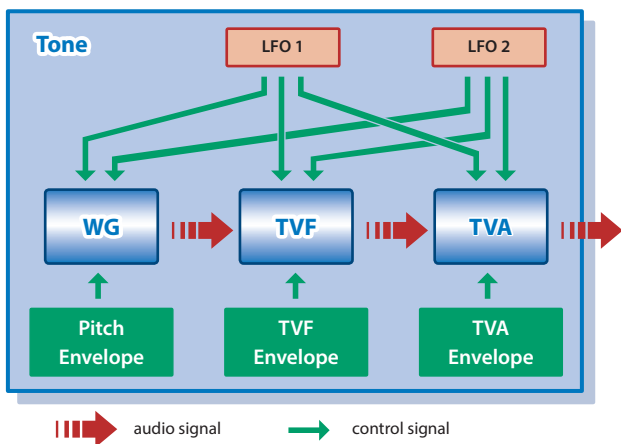 Tone
LFO 1
LFO 2
WG
TVF
TVA
Pitch
Envelope
TVF
Envelope
TVA
Envelope
audio signal
control signal